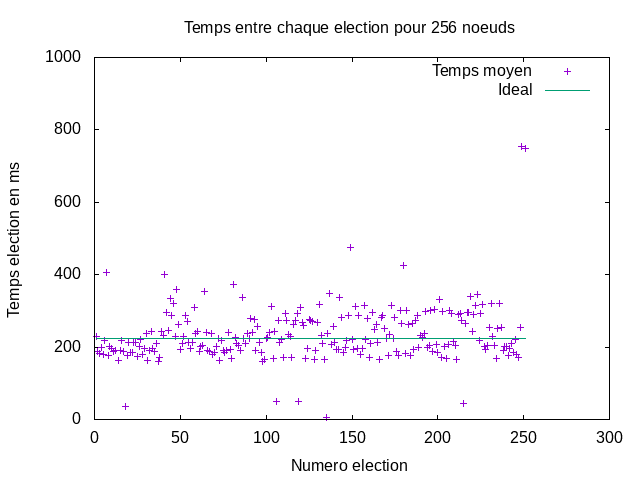 Temps entre chaque election pour 256 noeuds
Temps moyen
Ideal
1000
800
600
400
200
0
Temps election en ms
0 50 100 150 200 250 300
Numero election